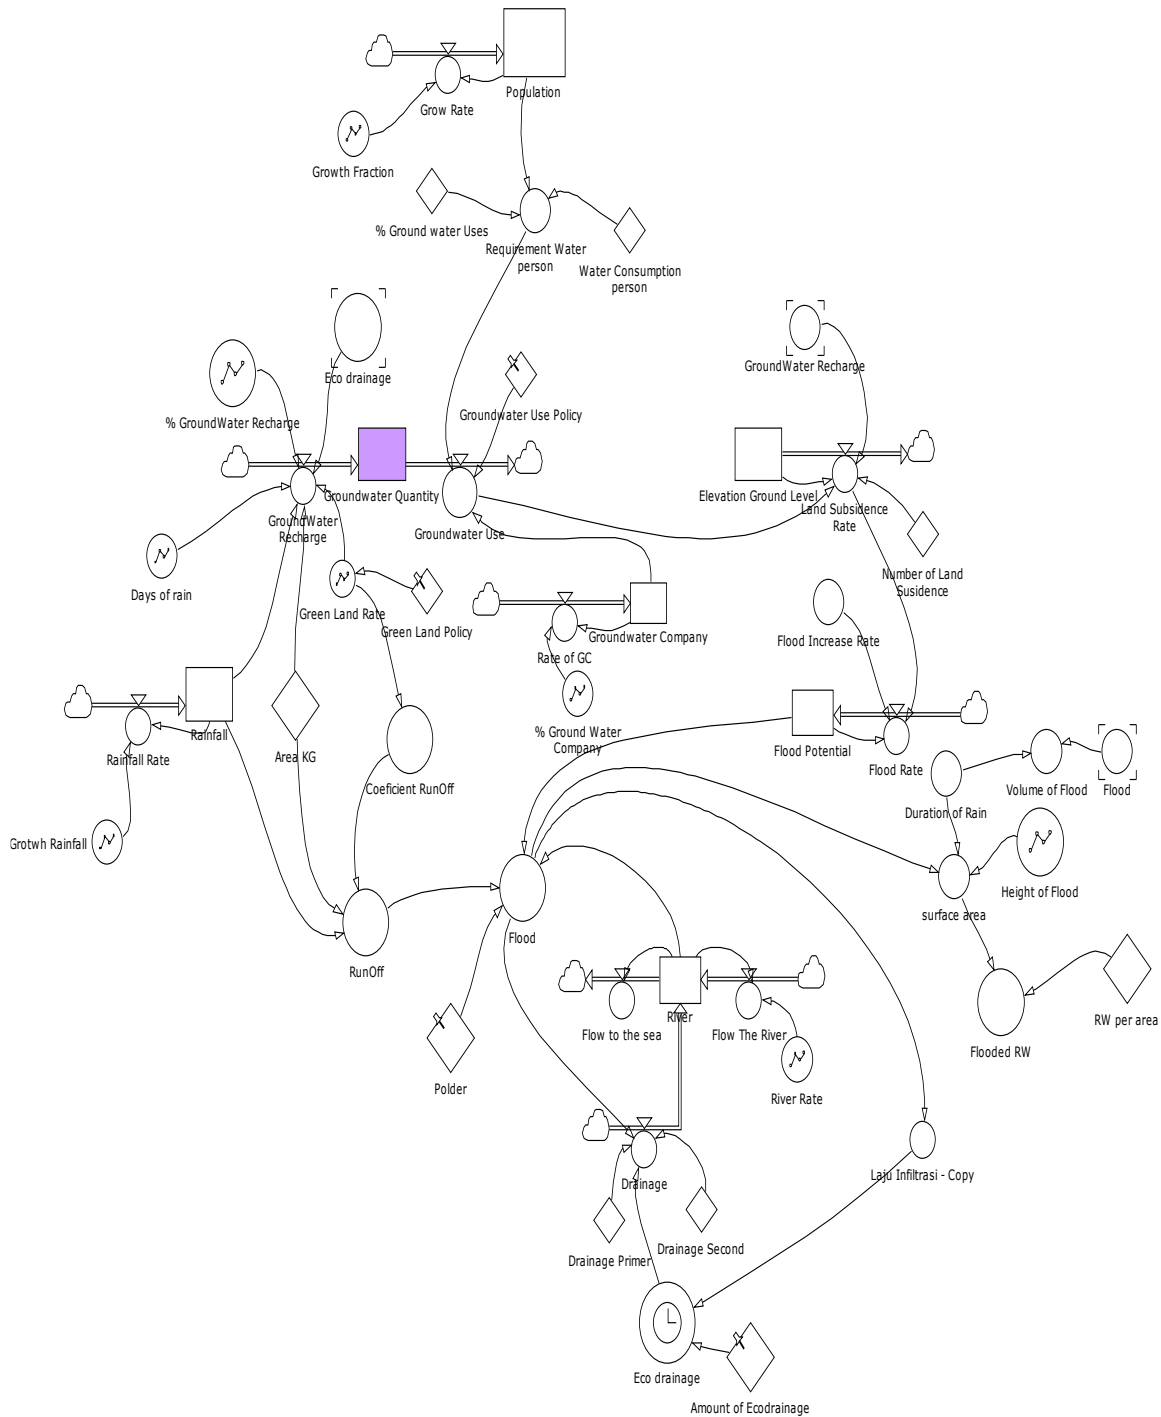 Population
Grow Rate
Growth Fraction
% Ground water Uses
Requirement Water
person
Water Consumption
person
Eco drainage
GroundWater Recharge
% GroundWater Recharge
Groundwater Use Policy
Groundwater Quantity
Elevation Ground Level
Land Subsidence
Rate
GroundWater
Recharge
Groundwater Use
Number of Land
Susidence
Days of rain
Green Land Rate
Green Land Policy
Groundwater Company
Flood Increase Rate
Rate of GC
Rainfall
% Ground Water
Company
Flood Potential
Rainfall Rate
Area KG
Flood Rate
Coeficient RunOff
Volume of Flood
Flood
Duration of Rain
Grotwh Rainfall
Height of Flood
surface area
Flood
RunOff
River
Flow to the sea
Flow The River
RW per area
Flooded RW
Polder
River Rate
Laju Infiltrasi - Copy
Drainage
Drainage Second
Drainage Primer
Eco drainage
Amount of Ecodrainage